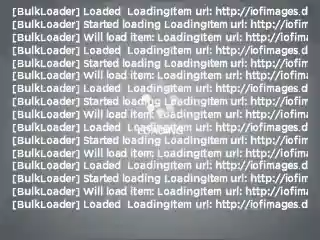 [BulkLoader] Loaded LoadingItem url: http://iofimages.d
[BulkLoader] Started loading LoadingItem url: http://iofim
[BulkLoader] Will load item: LoadingItem url: http://iofima
[BulkLoader] Loaded LoadingItem url: http://iofimages.d
[BulkLoader] Started loading LoadingItem url: http://iofim
[BulkLoader] Will load item: LoadingItem url: http://iofima
[BulkLoader] Loaded LoadingItem url: http://iofimages.d
[BulkLoader] Started loading LoadingItem url: http://iofim
[BulkLoader] Will load item: LoadingItem url: http://iofima
[BulkLoader] Loaded LoadingItem url: http://iofimages.d
[BulkLoader] Started loading LoadingItem url: http://iofim
[BulkLoader] Will load item: LoadingItem url: http://iofima
[BulkLoader] Loaded LoadingItem url: http://iofimages.d
[BulkLoader] Started loading LoadingItem url: http://iofim
[BulkLoader] Will load item: LoadingItem url: http://iofima
[BulkLoader] Loaded LoadingItem url: http://iofimages.d